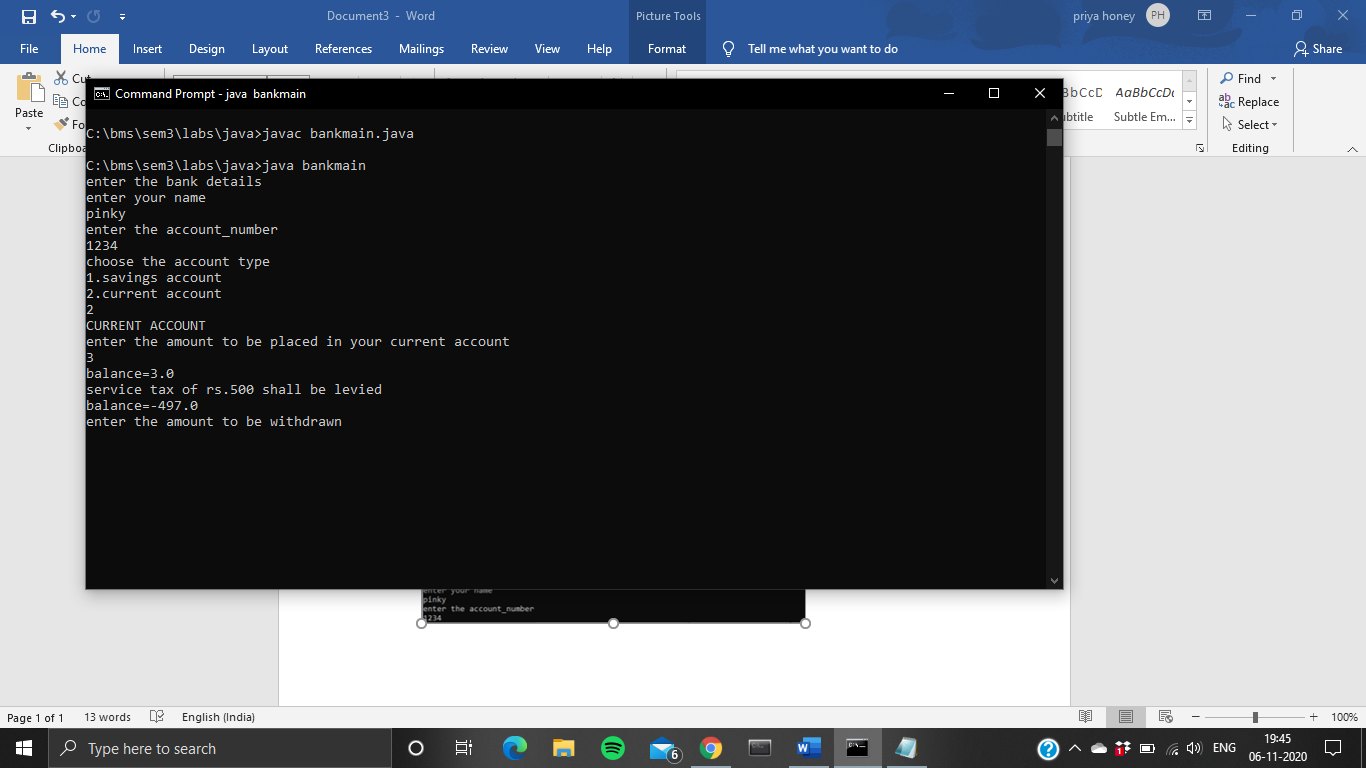 Document3 - Word
Picture Tools
priya honey
PH
File
Home
Insert
Design
Layout
References
Mailings
Review
View
Help
Format
Tell me what you want to do
Share
Paste
Find
Replace
Select
Subtle Em...
AaBbCcDc
Editing
Command Prompt - java bankmain
C:\bms\sem3\labs\java>javac bankmain.java
C:\bms\sem3\labs\java>java bankmain
enter the bank details
enter your name
pinky
enter the account_number
1234
choose the account type
1.savings account
2.current account
2
CURRENT ACCOUNT
enter the amount to be placed in your current account
3
balance=3.0
service tax of rs.500 shall be levied
balance=-497.0
enter the amount to be withdrawn
enter your name
pinky
enter the account_number
1234
Page 1 of 1
13 words
English (India)
100%
Type here to search
6
1
ENG
19:45
06-11-2020